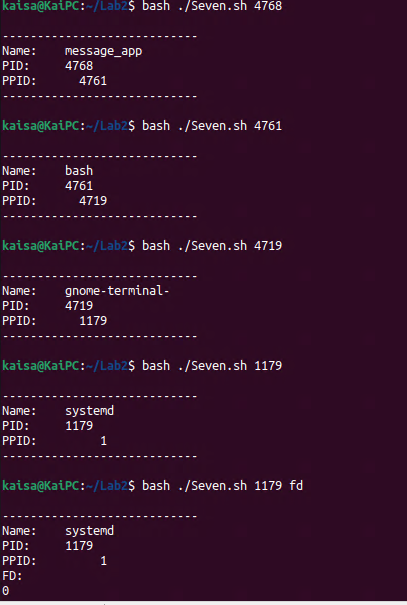 kaisa@KaiPC:~/Lab2$ bash ./Seven.sh 4768
----------------------------
Name:    message_app
PID:     4768
PPID:      4761
----------------------------
kaisa@KaiPC:~/Lab2$ bash ./Seven.sh 4761
----------------------------
Name:    bash
PID:     4761
PPID:      4719
----------------------------
kaisa@KaiPC:~/Lab2$ bash ./Seven.sh 4719
----------------------------
Name:    gnome-terminal-
PID:     4719
PPID:      1179
----------------------------
kaisa@KaiPC:~/Lab2$ bash ./Seven.sh 1179
----------------------------
Name:    systemd
PID:     1179
PPID:         1
----------------------------
kaisa@KaiPC:~/Lab2$ bash ./Seven.sh 1179 fd
----------------------------
Name:    systemd
PID:     1179
PPID:         1
FD:
0